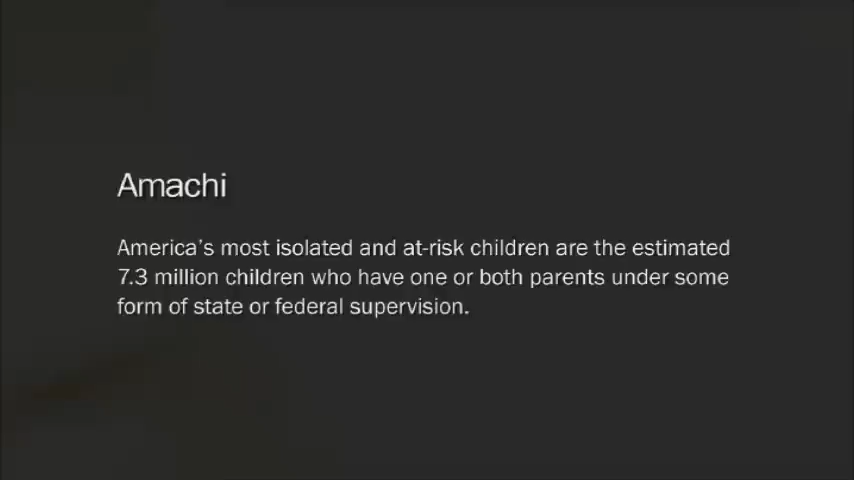 Amachi
America's most isolated and at-risk children are the estimated
7.3 million children who have one or both parents under some
form of state or federal supervision.